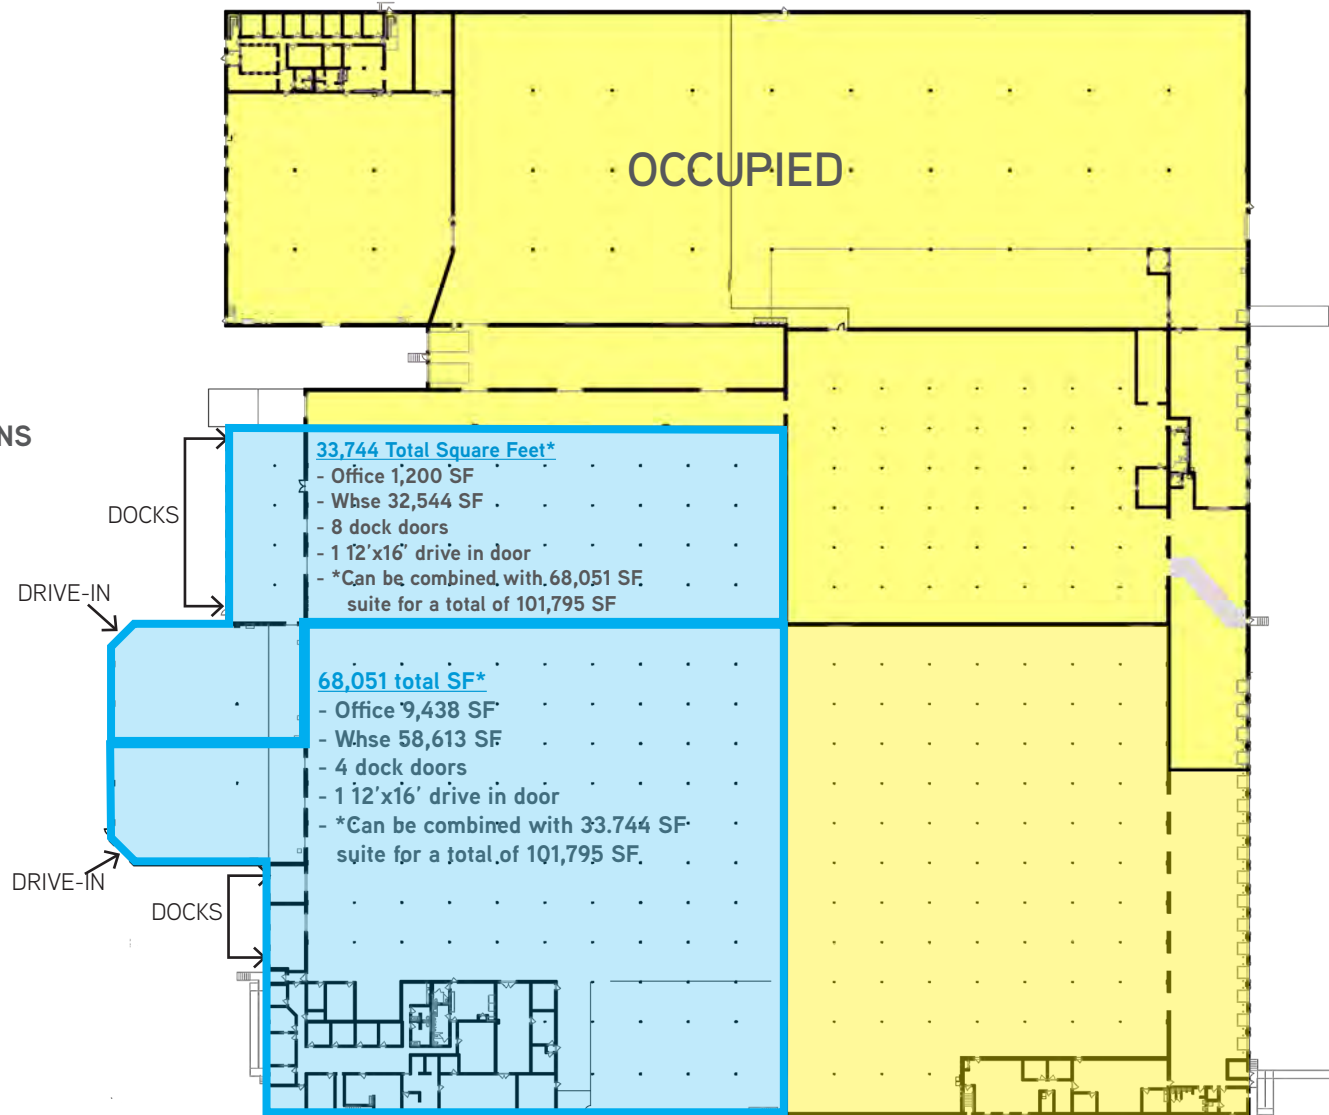 OCCUPIED
NS
33,744 Total Square Feet*
- Office 1,200 SF
- Whse 32,544 SF
- 8 dock doors
- 1 12'x16' drive in door
- *Can be combined with 68,051 SF
suite for a total of 101,795 SF
DOCKS
DRIVE-IN
68,051 total SF*
- Office 9,438 SF
- Whse 58,613 SF
- 4 dock doors
- 1 12'x16' drive in door
- *Can be combined with 33.744 SF
suite for a total of 101,795 SF
DRIVE-IN
DOCKS